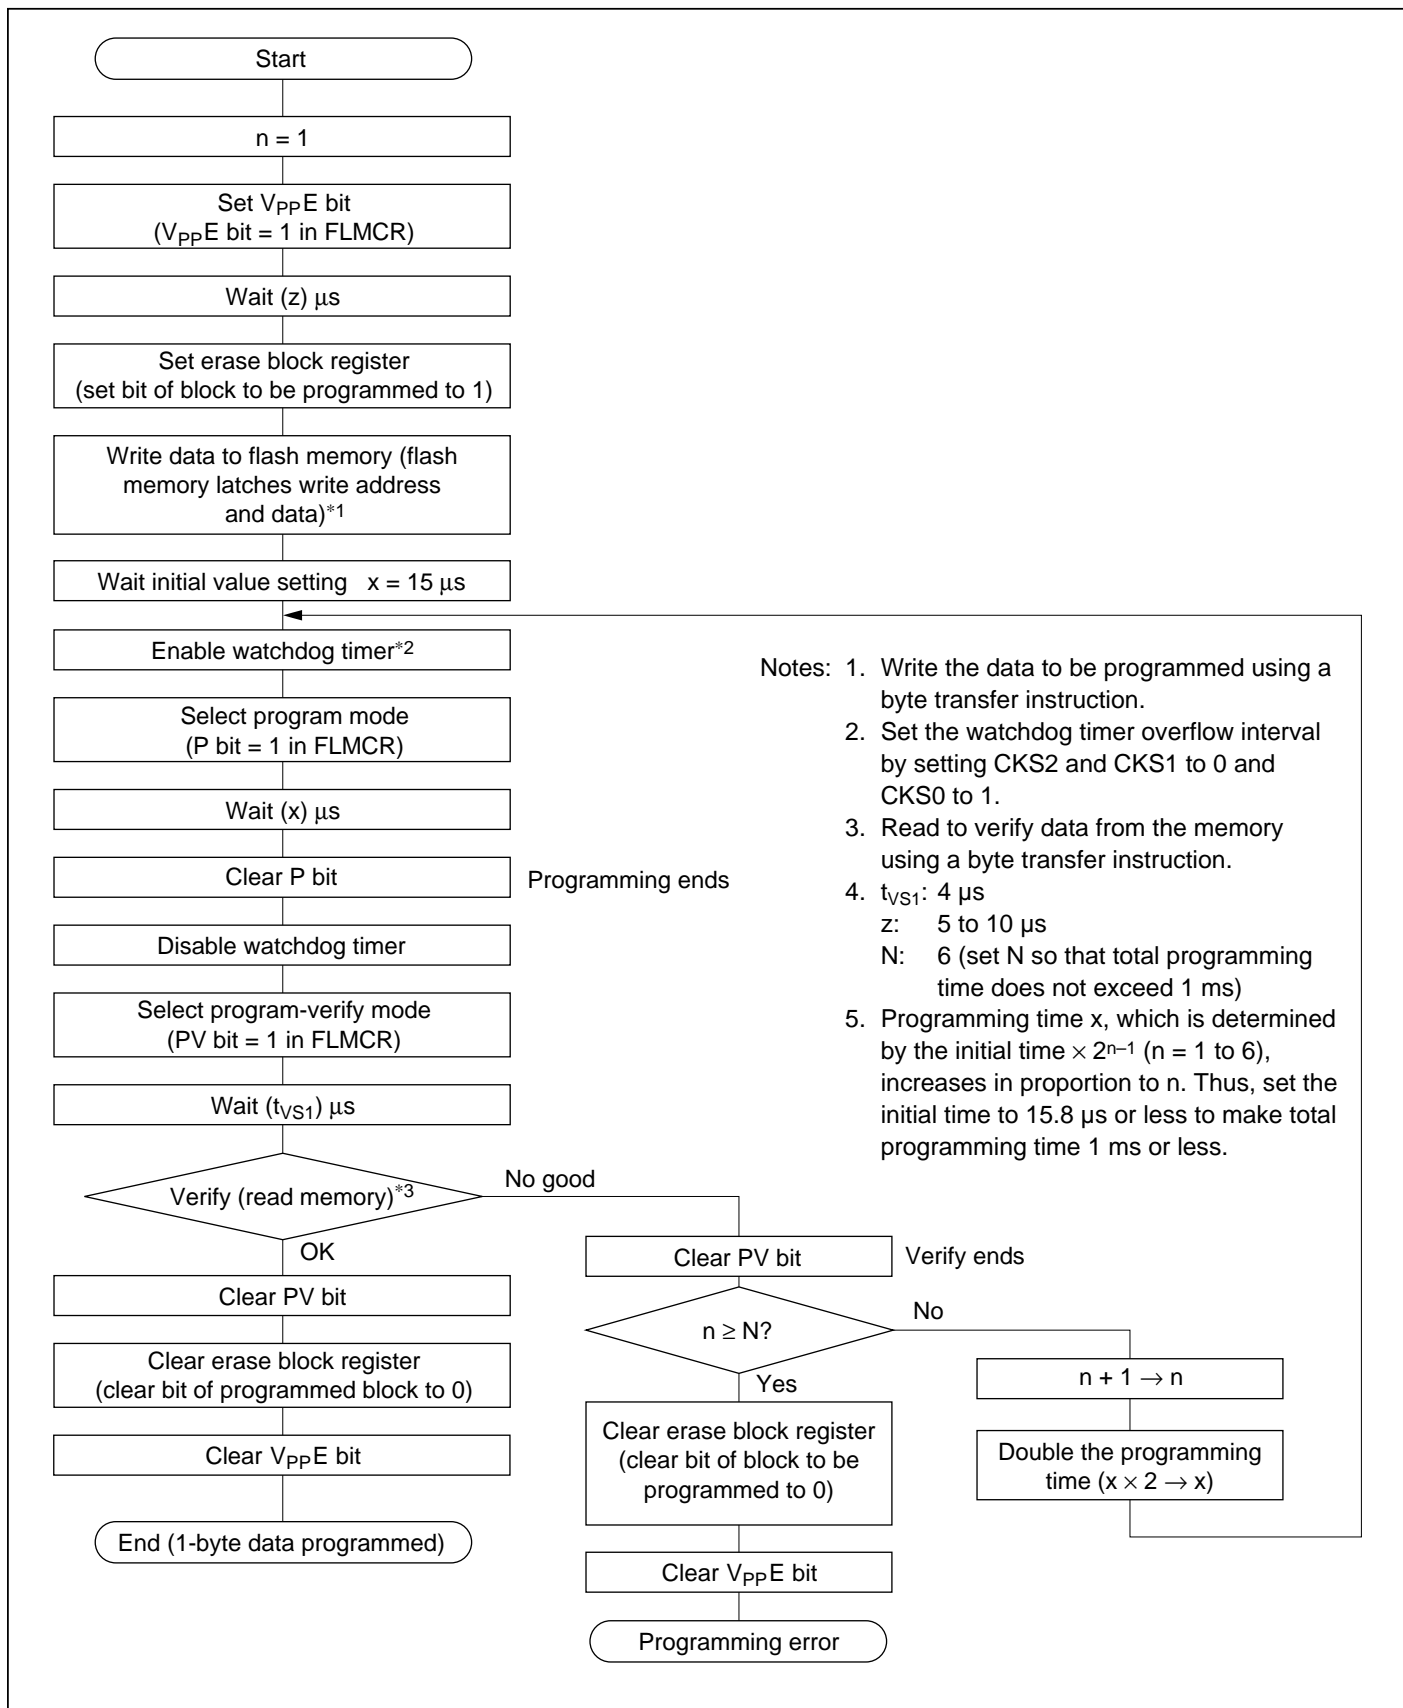 Start
n = 1
Set VPPE bit
(VPPE bit = 1 in FLMCR)
Wait (z) μs
Set erase block register
(set bit of block to be programmed to 1)
Write data to flash memory (flash
memory latches write address
and data)*1
Wait initial value setting x = 15 μs
Enable watchdog timer*2
Select program mode
(P bit = 1 in FLMCR)
Wait (x) μs
Clear P bit
Programming ends
Disable watchdog timer
Select program-verify mode
(PV bit = 1 in FLMCR)
Wait (tVS1) μs
Verify (read memory)*3
No good
OK
Clear PV bit
Clear erase block register
(clear bit of programmed block to 0)
Clear VPPE bit
End (1-byte data programmed)
Clear PV bit
Verify ends
n ≥ N?
No
Yes
n + 1 → n
Double the programming
time (x × 2 → x)
Clear erase block register
(clear bit of block to be
programmed to 0)
Clear VPPE bit
Programming error
Notes: 1. Write the data to be programmed using a
byte transfer instruction.
2. Set the watchdog timer overflow interval
by setting CKS2 and CKS1 to 0 and
CKS0 to 1.
3. Read to verify data from the memory
using a byte transfer instruction.
4. tVS1: 4 μs
z: 5 to 10 μs
N: 6 (set N so that total programming
time does not exceed 1 ms)
5. Programming time x, which is determined
by the initial time × 2ⁿ⁻¹ (n = 1 to 6),
increases in proportion to n. Thus, set the
initial time to 15.8 μs or less to make total
programming time 1 ms or less.